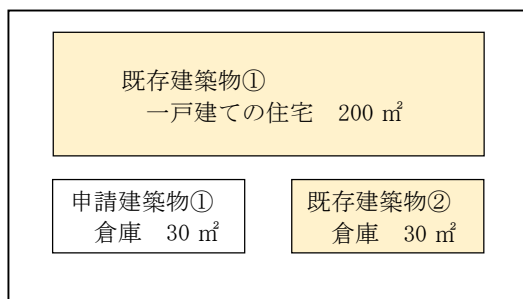 既存建築物①
一戸建ての住宅　200 ㎡
申請建築物①
倉庫　30 ㎡
既存建築物②
倉庫　30 ㎡